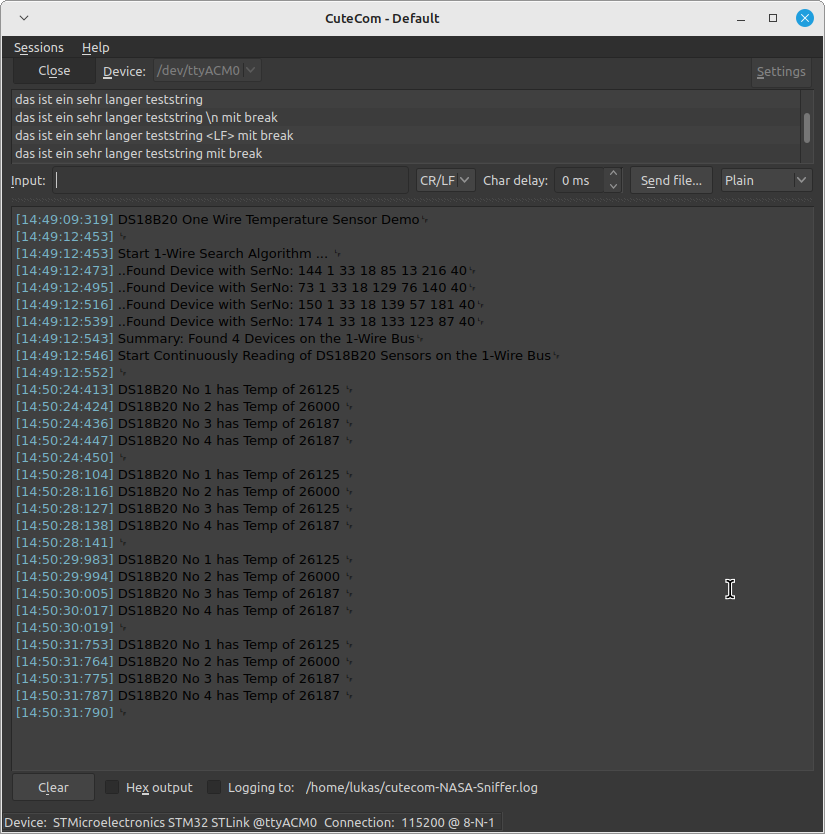 CuteCom - Default
Sessions Help
Close Device: /dev/ttyACM0 Settings
das ist ein sehr langer teststring
das ist ein sehr langer teststring \n mit break
das ist ein sehr langer teststring <LF> mit break
das ist ein sehr langer teststring mit break
Input: CR/LF Char delay: 0 ms Send file... Plain
[14:49:09:319] DS18B20 One Wire Temperature Sensor Demo␊
[14:49:12:453] ␊
[14:49:12:453] Start 1-Wire Search Algorithm ... ␊
[14:49:12:473] ..Found Device with SerNo: 144 1 33 18 85 13 216 40␊
[14:49:12:495] ..Found Device with SerNo: 73 1 33 18 129 76 140 40␊
[14:49:12:516] ..Found Device with SerNo: 150 1 33 18 139 57 181 40␊
[14:49:12:539] ..Found Device with SerNo: 174 1 33 18 133 123 87 40␊
[14:49:12:543] Summary: Found 4 Devices on the 1-Wire Bus␊
[14:49:12:546] Start Continuously Reading of DS18B20 Sensors on the 1-Wire Bus␊
[14:49:12:552] ␊
[14:50:24:413] DS18B20 No 1 has Temp of 26125 ␊
[14:50:24:424] DS18B20 No 2 has Temp of 26000 ␊
[14:50:24:436] DS18B20 No 3 has Temp of 26187 ␊
[14:50:24:447] DS18B20 No 4 has Temp of 26187 ␊
[14:50:24:450] ␊
[14:50:28:104] DS18B20 No 1 has Temp of 26125 ␊
[14:50:28:116] DS18B20 No 2 has Temp of 26000 ␊
[14:50:28:127] DS18B20 No 3 has Temp of 26125 ␊
[14:50:28:138] DS18B20 No 4 has Temp of 26187 ␊
[14:50:28:141] ␊
[14:50:29:983] DS18B20 No 1 has Temp of 26125 ␊
[14:50:29:994] DS18B20 No 2 has Temp of 26000 ␊
[14:50:30:005] DS18B20 No 3 has Temp of 26187 ␊
[14:50:30:017] DS18B20 No 4 has Temp of 26187 ␊
[14:50:30:019] ␊
[14:50:31:753] DS18B20 No 1 has Temp of 26125 ␊
[14:50:31:764] DS18B20 No 2 has Temp of 26000 ␊
[14:50:31:775] DS18B20 No 3 has Temp of 26187 ␊
[14:50:31:787] DS18B20 No 4 has Temp of 26187 ␊
[14:50:31:790] ␊
Clear Hex output Logging to: /home/lukas/cutecom-NASA-Sniffer.log
Device: STMicroelectronics STM32 STLink @ttyACM0 Connection: 115200 @ 8-N-1